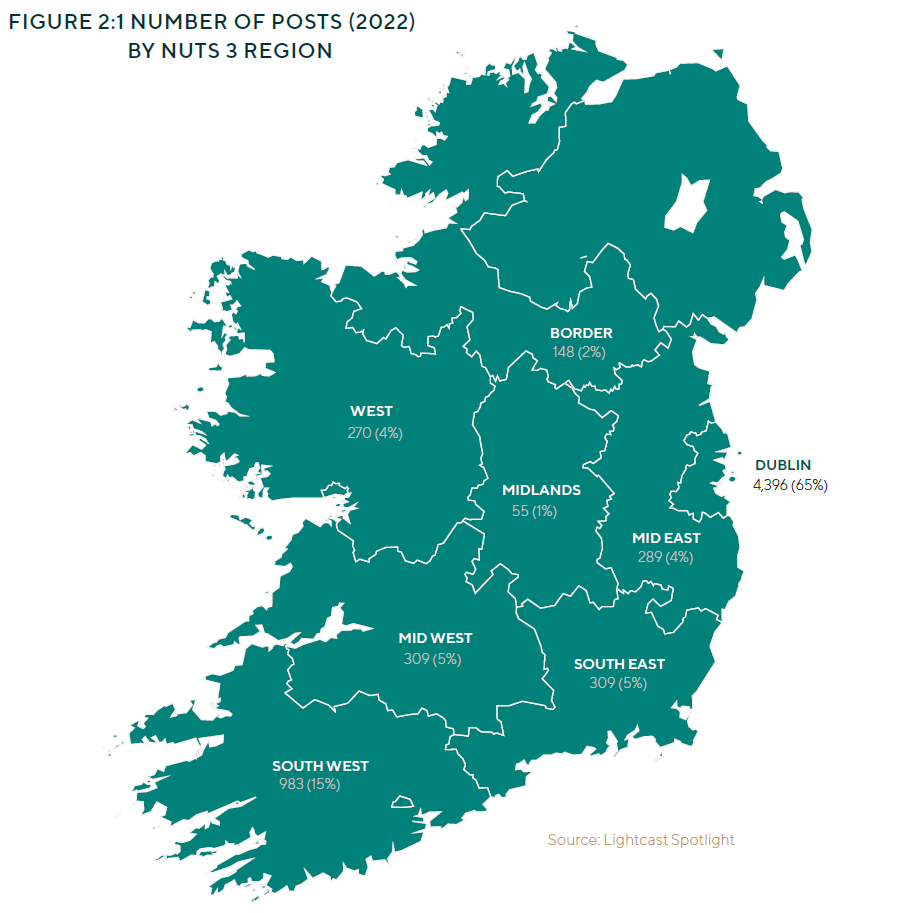 FIGURE 2:1 NUMBER OF POSTS (2022)
BY NUTS 3 REGION
BORDER
148 (2%)
WEST
270 (4%)
DUBLIN
4,396 (65%)
MIDLANDS
55 (1%)
MID EAST
289 (4%)
MID WEST
309 (5%)
SOUTH EAST
309 (5%)
SOUTH WEST
983 (15%)
Source: Lightcast Spotlight